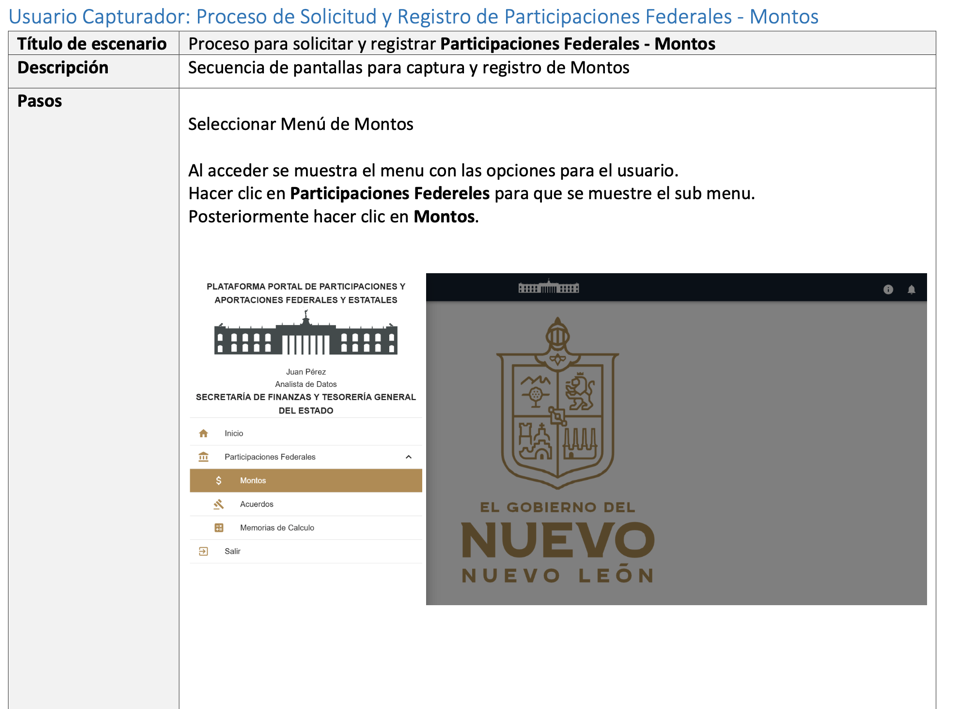 Usuario Capturador: Proceso de Solicitud y Registro de Participaciones Federales - Montos
Título de escenario
Proceso para solicitar y registrar Participaciones Federales - Montos
Descripción
Secuencia de pantallas para captura y registro de Montos
Pasos
Seleccionar Menú de Montos
Al acceder se muestra el menu con las opciones para el usuario.
Hacer clic en Participaciones Federeles para que se muestre el sub menu.
Posteriormente hacer clic en Montos.
PLATAFORMA PORTAL DE PARTICIPACIONES Y
APORTACIONES FEDERALES Y ESTATALES
Juan Pérez
Analista de Datos
SECRETARÍA DE FINANZAS Y TESORERÍA GENERAL
DEL ESTADO
Inicio
Participaciones Federales
Montos
Acuerdos
Memorias de Calculo
Salir
EL GOBIERNO DEL
NUEVO
NUEVO LEÓN